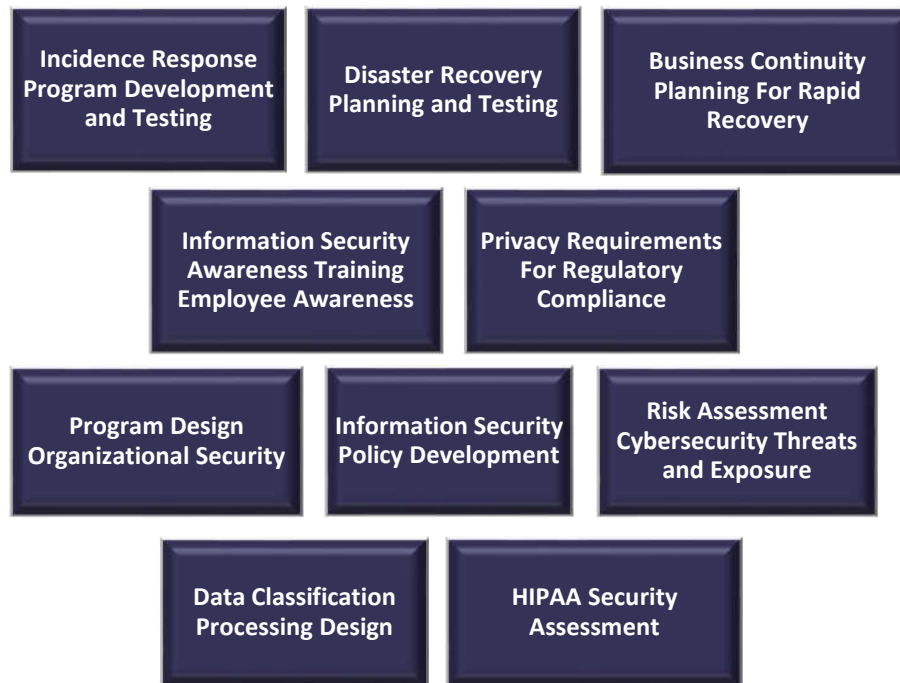 Incidence Response
Program Development
and Testing
Disaster Recovery
Planning and Testing
Business Continuity
Planning For Rapid
Recovery
Information Security
Awareness Training
Employee Awareness
Privacy Requirements
For Regulatory
Compliance
Program Design
Organizational Security
Information Security
Policy Development
Risk Assessment
Cybersecurity Threats
and Exposure
Data Classification
Processing Design
HIPAA Security
Assessment